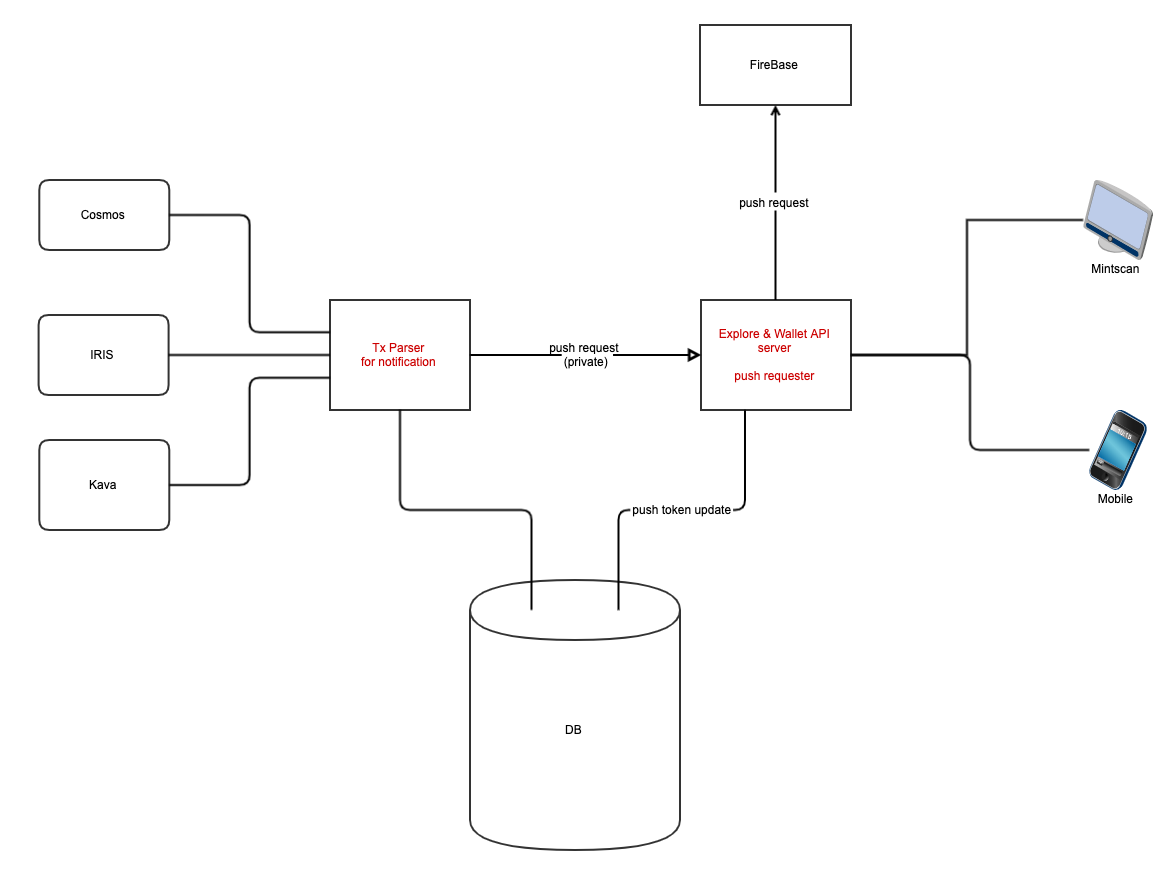 FireBase
push request
Cosmos
Mintscan
IRIS
Tx Parser
for notification
push request
(private)
Explore & Wallet API
server
push requester
Kava
Mobile
push token update
DB